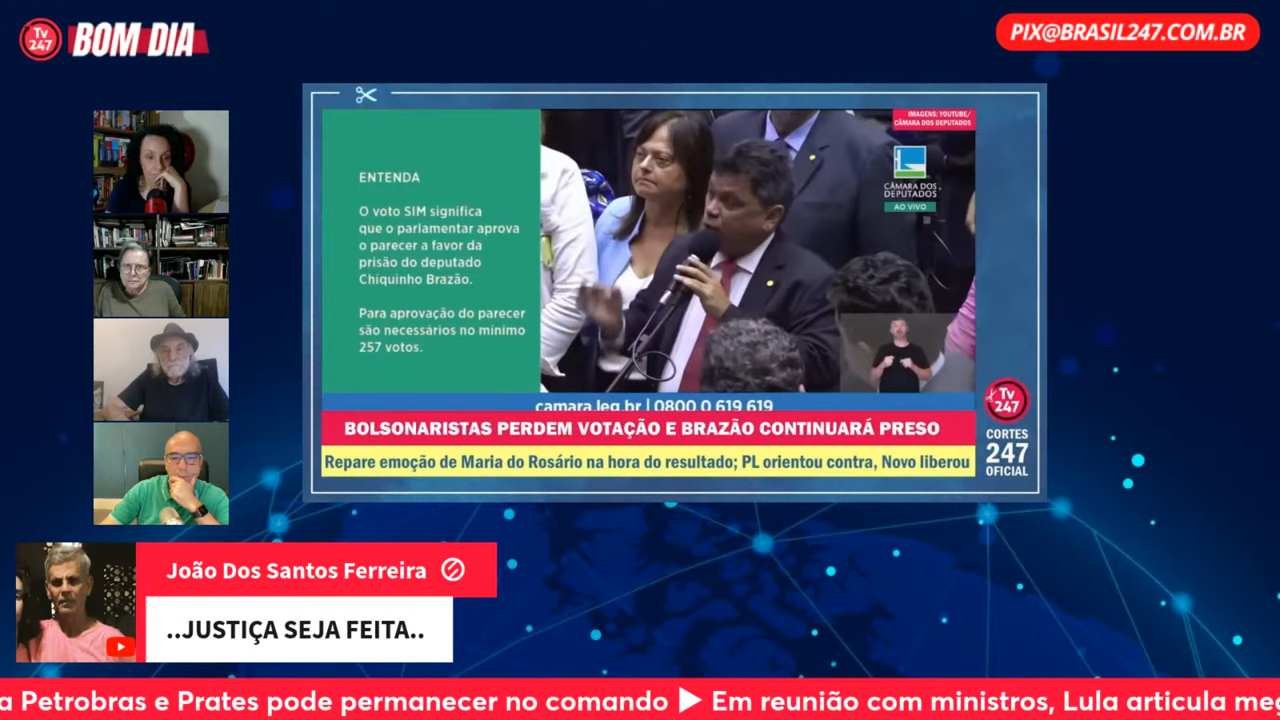 Tv 247
BOM DIA
PIX@BRASIL247.COM.BR
IMAGENS: YOUTUBE/
CÂMARA DOS DEPUTADOS
ENTENDA
O voto SIM significa
que o parlamentar aprova
o parecer a favor da
prisão do deputado
Chiquinho Brazão.
Para aprovação do parecer
são necessários no mínimo
257 votos.
CÂMARA DOS
DEPUTADOS
AO VIVO
camara.leg.br | 0800 0 619 619
BOLSONARISTAS PERDEM VOTAÇÃO E BRAZÃO CONTINUARÁ PRESO
Repare emoção de Maria do Rosário na hora do resultado; PL orientou contra, Novo liberou
Tv 247
CORTES
247
OFICIAL
João Dos Santos Ferreira
..JUSTIÇA SEJA FEITA..
a Petrobras e Prates pode permanecer no comando ▶ Em reunião com ministros, Lula articula meg